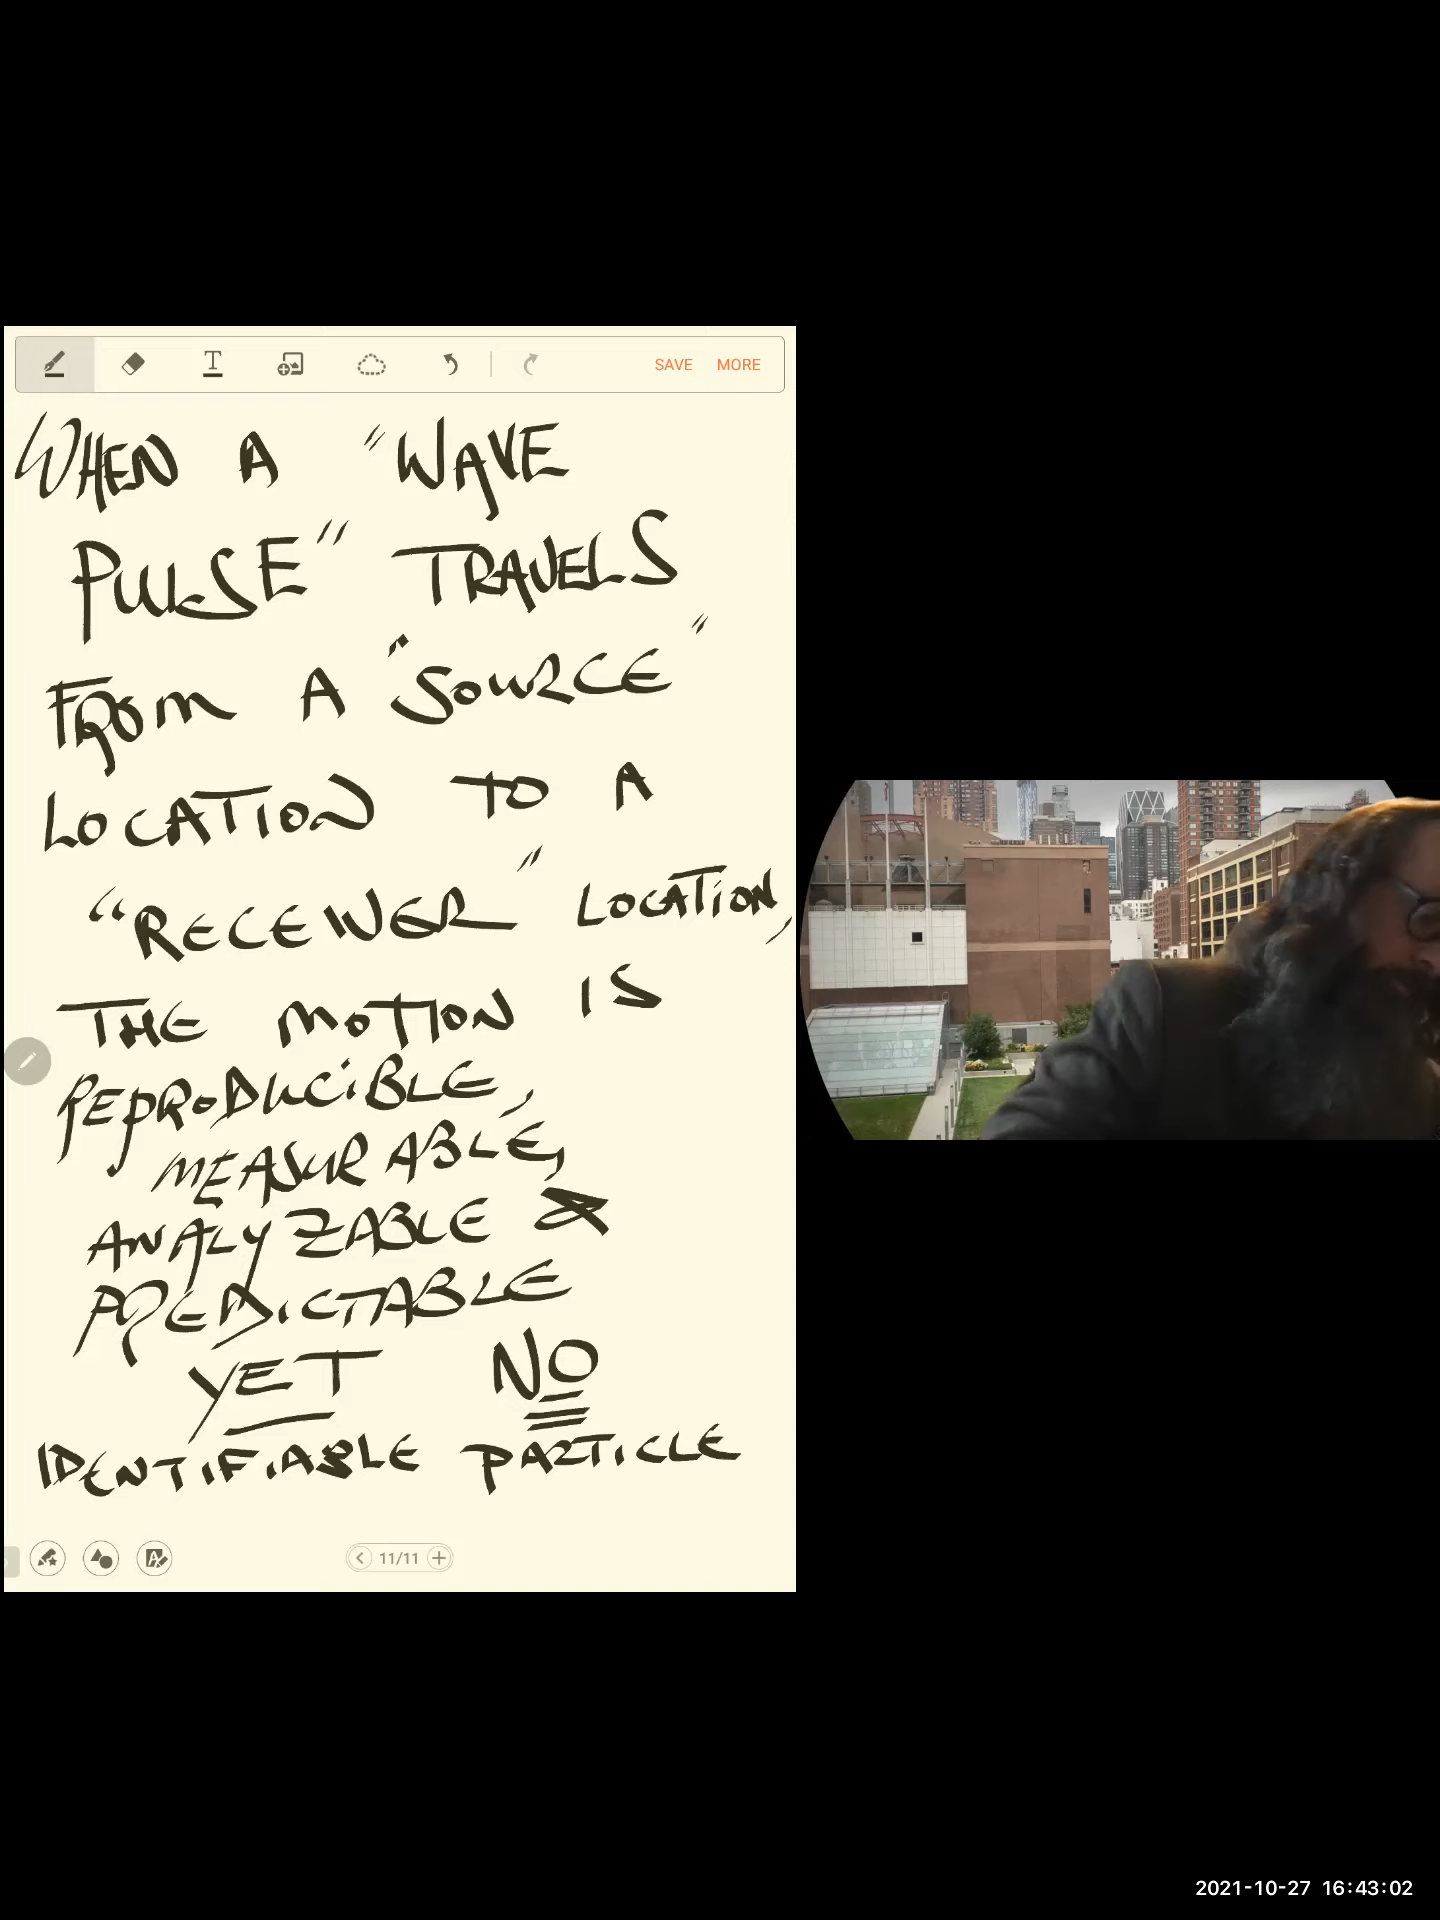 SAVE MORE
WHEN A "WAVE
PULSE" TRAVELS
FROM A "SOURCE"
LOCATION TO A
"RECEIVER" LOCATION,
THE MOTION IS
REPRODUCIBLE,
MEASURABLE,
ANALYZABLE &
PREDICTABLE
YET NO
IDENTIFIABLE PARTICLE
11/11
2021-10-27 16:43:02